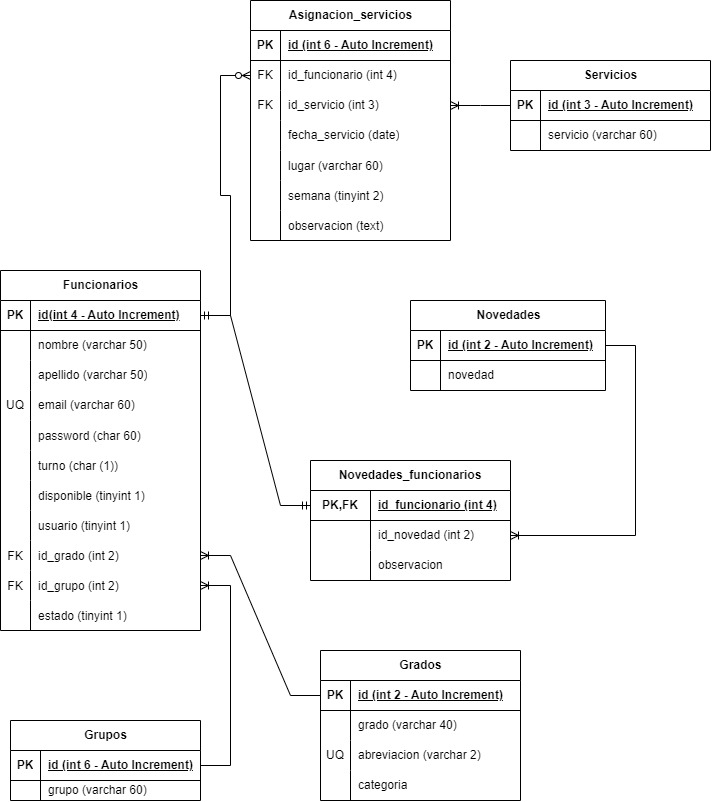 Asignacion_servicios
PK id (int 6 - Auto Increment)
FK id_funcionario (int 4)
FK id_servicio (int 3)
fecha_servicio (date)
lugar (varchar 60)
semana (tinyint 2)
observacion (text)
Servicios
PK id (int 3 - Auto Increment)
servicio (varchar 60)
Funcionarios
PK id(int 4 - Auto Increment)
nombre (varchar 50)
apellido (varchar 50)
UQ email (varchar 60)
password (char 60)
turno (char (1))
disponible (tinyint 1)
usuario (tinyint 1)
FK id_grado (int 2)
FK id_grupo (int 2)
estado (tinyint 1)
Novedades
PK id (int 2 - Auto Increment)
novedad
Novedades_funcionarios
PK,FK id_funcionario (int 4)
id_novedad (int 2)
observacion
Grados
PK id (int 2 - Auto Increment)
grado (varchar 40)
UQ abreviacion (varchar 2)
categoria
Grupos
PK id (int 6 - Auto Increment)
grupo (varchar 60)